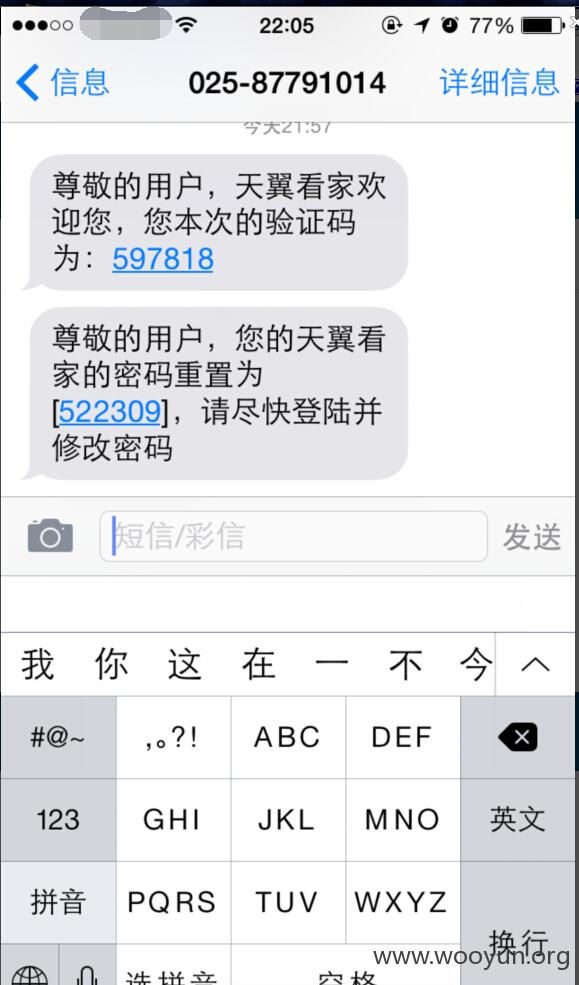 22:05 77%
信息 025-87791014 详细信息
今天21:57
尊敬的用户，天翼看家欢
迎您，您本次的验证码
为：597818
尊敬的用户，您的天翼看
家的密码重置为
[522309]，请尽快登陆并
修改密码
短信/彩信 发送
我 你 这 在 一 不 今
#@~ ,。?! ABC DEF
123 GHI JKL MNO 英文
拼音 PQRS TUV WXYZ
换行
www.wooyun.org
选拼音 空格